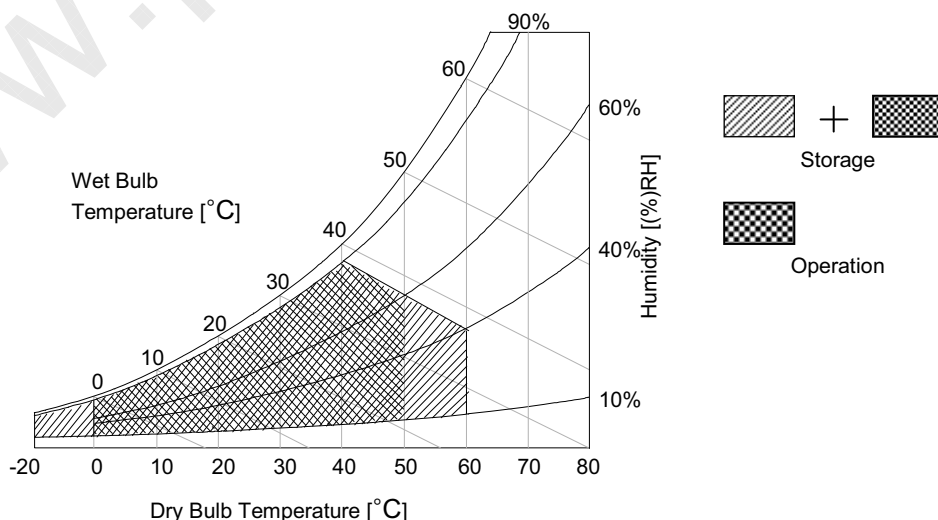 90%
60
60%
50
Storage
Wet Bulb
Temperature [°C]
40
40%
Humidity [(%)RH]
30
Operation
20
10
0
10%
-20 0 10 20 30 40 50 60 70 80
Dry Bulb Temperature [°C]